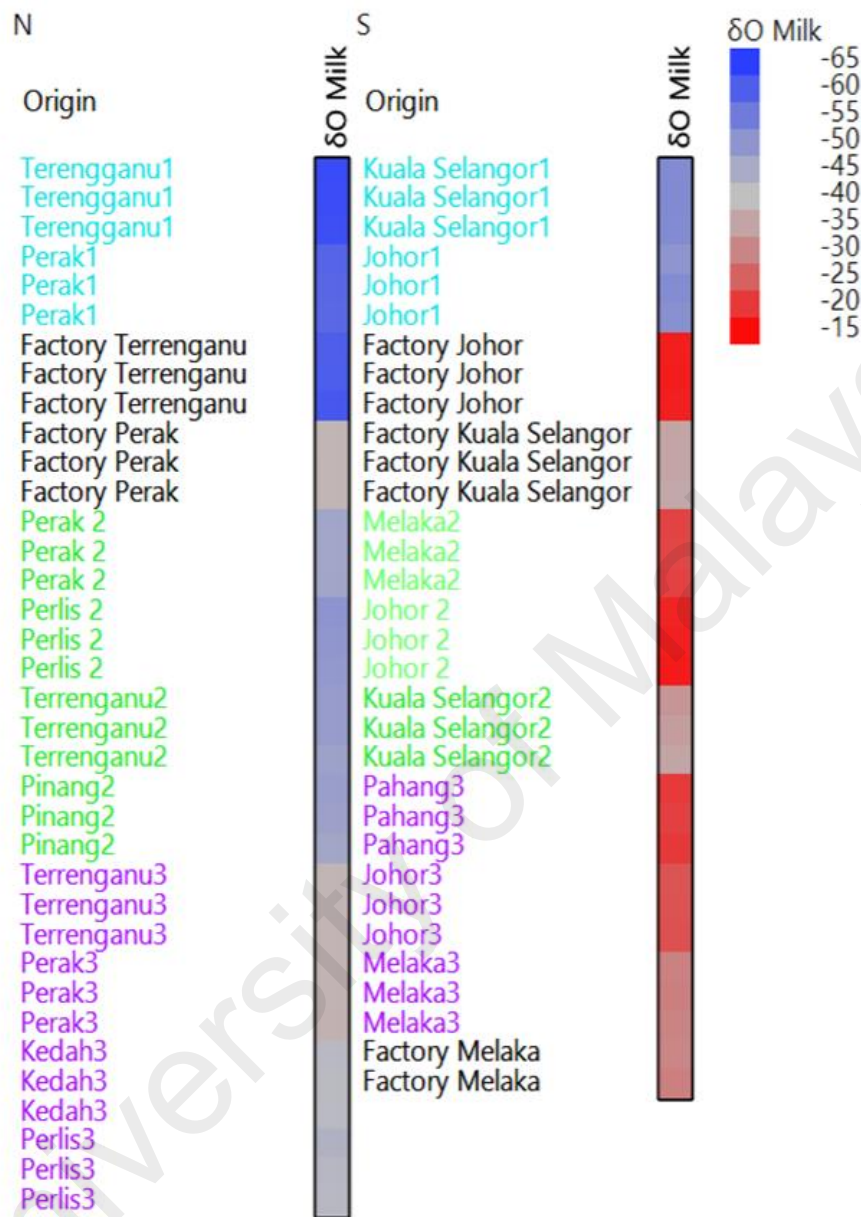 N
Origin
δO Milk
Terengganu1
Terengganu1
Terengganu1
Perak1
Perak1
Perak1
Factory Terrenganu
Factory Terrenganu
Factory Terrenganu
Factory Perak
Factory Perak
Factory Perak
Perak 2
Perak 2
Perak 2
Perlis 2
Perlis 2
Perlis 2
Terrenganu2
Terrenganu2
Terrenganu2
Pinang2
Pinang2
Pinang2
Terrenganu3
Terrenganu3
Terrenganu3
Perak3
Perak3
Perak3
Kedah3
Kedah3
Kedah3
Perlis3
Perlis3
Perlis3
S
Origin
δO Milk
Kuala Selangor1
Kuala Selangor1
Kuala Selangor1
Johor1
Johor1
Johor1
Factory Johor
Factory Johor
Factory Johor
Factory Kuala Selangor
Factory Kuala Selangor
Factory Kuala Selangor
Melaka2
Melaka2
Melaka2
Johor 2
Johor 2
Johor 2
Kuala Selangor2
Kuala Selangor2
Kuala Selangor2
Pahang3
Pahang3
Pahang3
Johor3
Johor3
Johor3
Melaka3
Melaka3
Melaka3
Factory Melaka
Factory Melaka
δO Milk
-65
-60
-55
-50
-45
-40
-35
-30
-25
-20
-15
University of Malay